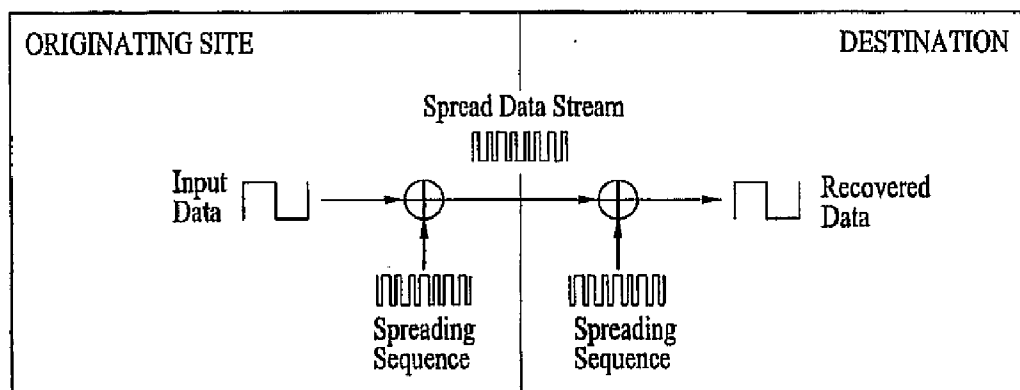 ORIGINATING SITE
DESTINATION
Spread Data Stream
Input
Data
Recovered
Data
Spreading
Sequence
Spreading
Sequence